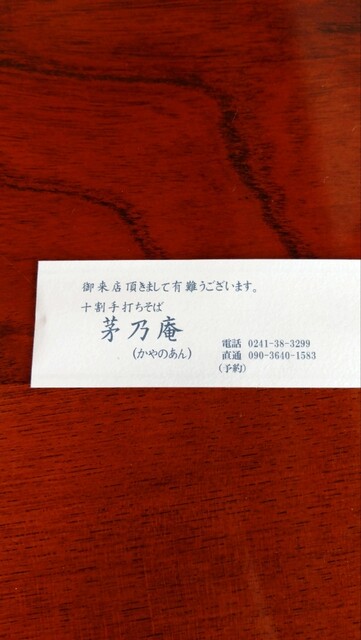 御来店頂きまして有難うございます。
十割手打ちそば
茅乃庵
(かやのあん)
電話 0241-38-3299
直通 090-3640-1583
(予約)